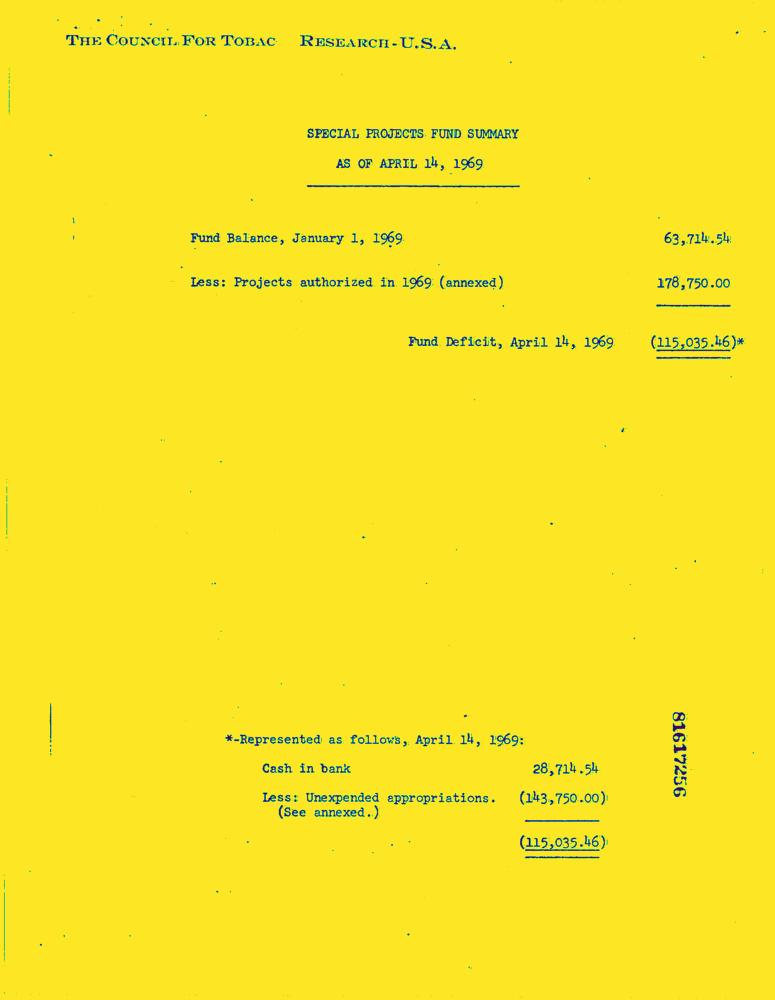 THE COUNCIL FOR TOBAC RESEARCH-U.S.A.
SPECIAL PROJECTS FUND SUMMARY
AS OF APRIL 14, 1969
Fund Balance, January 1, 1969 63,714.54
Less: Projects authorized in 1969 (annexed) 178,750.00
Fund Deficit, April 14, 1969 (115,035.46)*
*-Represented as follows, April 14, 1969:
Cash in bank 28,714.54
Less: Unexpended appropriations. (143,750.00)
(See annexed.)
(115,035.46)
81617256